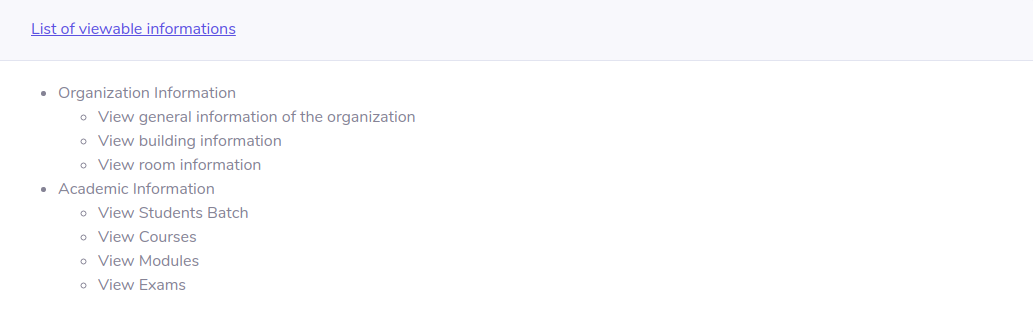 List of viewable informations
Organization Information
View general information of the organization
View building information
View room information
Academic Information
View Students Batch
View Courses
View Modules
View Exams